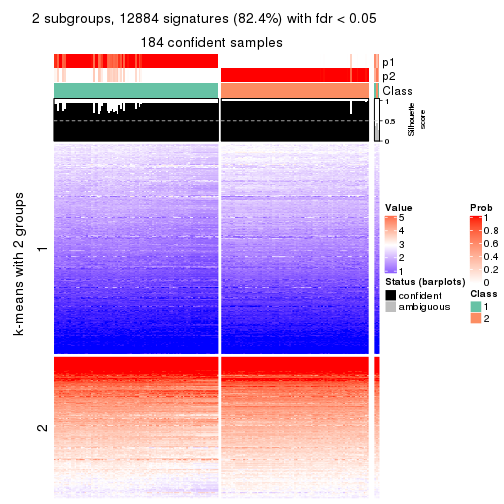 2 subgroups, 12884 signatures (82.4%) with fdr < 0.05
184 confident samples
p1
p2
Class
1
0.5
0
Silhouette
score
k-means with 2 groups
1
2
Value
5
4
3
2
1
Status (barplots)
confident
ambiguous
Prob
1
0.8
0.6
0.4
0.2
0
Class
1
2